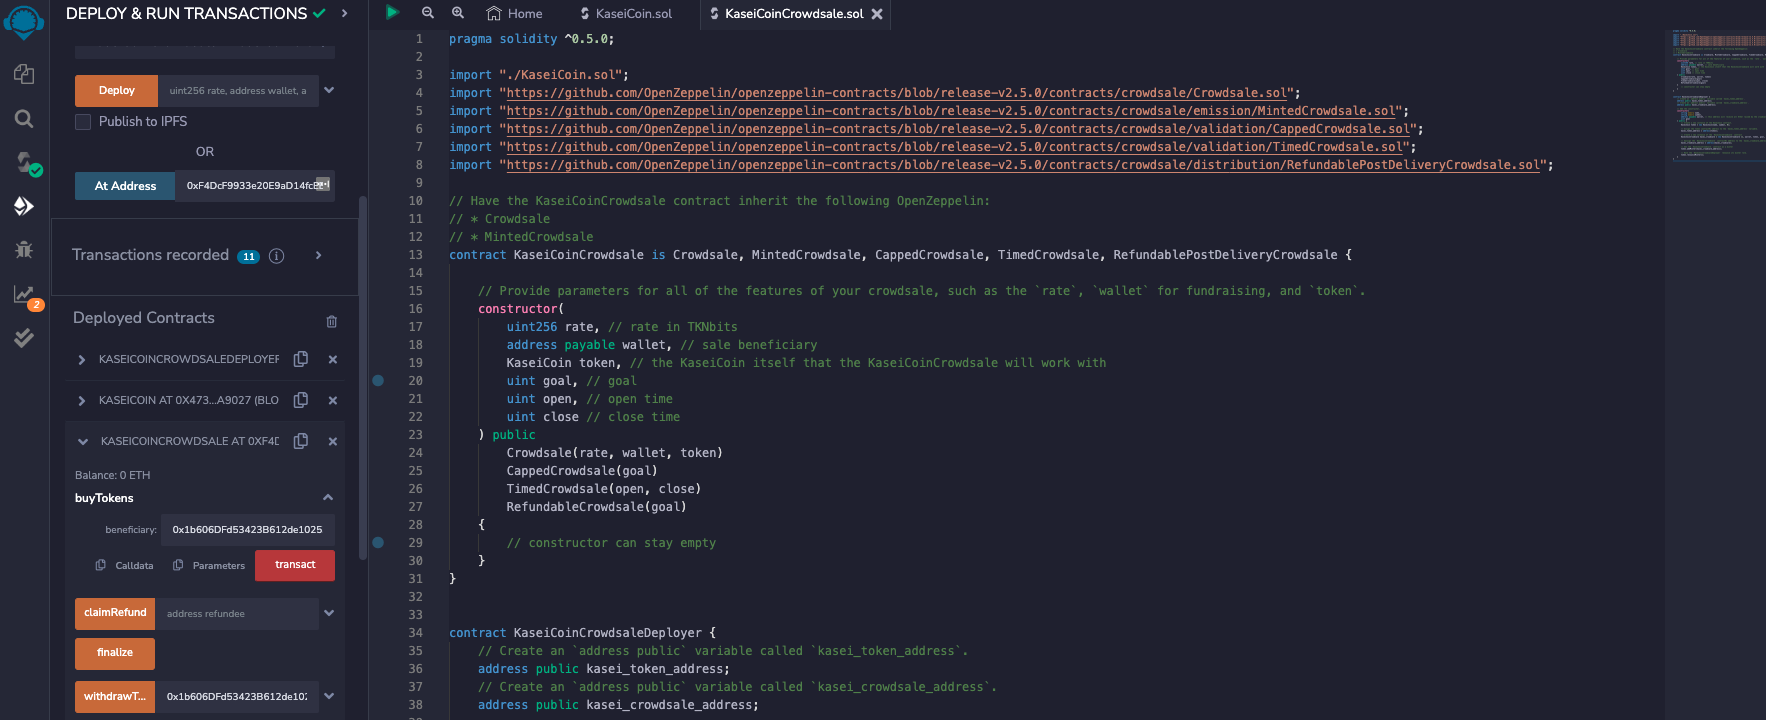 DEPLOY & RUN TRANSACTIONS
Deploy
uint256 rate, address wallet, a
Publish to IPFS
OR
At Address
0xF4DcF9933e20E9aD14fcE
Transactions recorded 11 i
2
Deployed Contracts
KASEICOINCROWDSALEDEPLOYER
KASEICOIN AT 0X473...A9027 (BLO
KASEICOINCROWDSALE AT 0XF4D
Balance: 0 ETH
buyTokens
beneficiary: 0x1b606DFd53423B612de1025
Calldata Parameters transact
claimRefund address refundee
finalize
withdrawT... 0x1b606DFd53423B612de102
Home KaseiCoin.sol KaseiCoinCrowdsale.sol
1 pragma solidity ^0.5.0;
2
3 import "./KaseiCoin.sol";
4 import "https://github.com/OpenZeppelin/openzeppelin-contracts/blob/release-v2.5.0/contracts/crowdsale/Crowdsale.sol";
5 import "https://github.com/OpenZeppelin/openzeppelin-contracts/blob/release-v2.5.0/contracts/crowdsale/emission/MintedCrowdsale.sol";
6 import "https://github.com/OpenZeppelin/openzeppelin-contracts/blob/release-v2.5.0/contracts/crowdsale/validation/CappedCrowdsale.sol";
7 import "https://github.com/OpenZeppelin/openzeppelin-contracts/blob/release-v2.5.0/contracts/crowdsale/validation/TimedCrowdsale.sol";
8 import "https://github.com/OpenZeppelin/openzeppelin-contracts/blob/release-v2.5.0/contracts/crowdsale/distribution/RefundablePostDeliveryCrowdsale.sol";
9
10 // Have the KaseiCoinCrowdsale contract inherit the following OpenZeppelin:
11 // * Crowdsale
12 // * MintedCrowdsale
13 contract KaseiCoinCrowdsale is Crowdsale, MintedCrowdsale, CappedCrowdsale, TimedCrowdsale, RefundablePostDeliveryCrowdsale {
14
15 // Provide parameters for all of the features of your crowdsale, such as the `rate`, `wallet` for fundraising, and `token`.
16 constructor(
17 uint256 rate, // rate in TKNbits
18 address payable wallet, // sale beneficiary
19 KaseiCoin token, // the KaseiCoin itself that the KaseiCoinCrowdsale will work with
20 uint goal, // goal
21 uint open, // open time
22 uint close // close time
23 ) public
24 Crowdsale(rate, wallet, token)
25 CappedCrowdsale(goal)
26 TimedCrowdsale(open, close)
27 RefundableCrowdsale(goal)
28 {
29 // constructor can stay empty
30 }
31 }
32
33
34 contract KaseiCoinCrowdsaleDeployer {
35 // Create an `address public` variable called `kasei_token_address`.
36 address public kasei_token_address;
37 // Create an `address public` variable called `kasei_crowdsale_address`.
38 address public kasei_crowdsale_address;